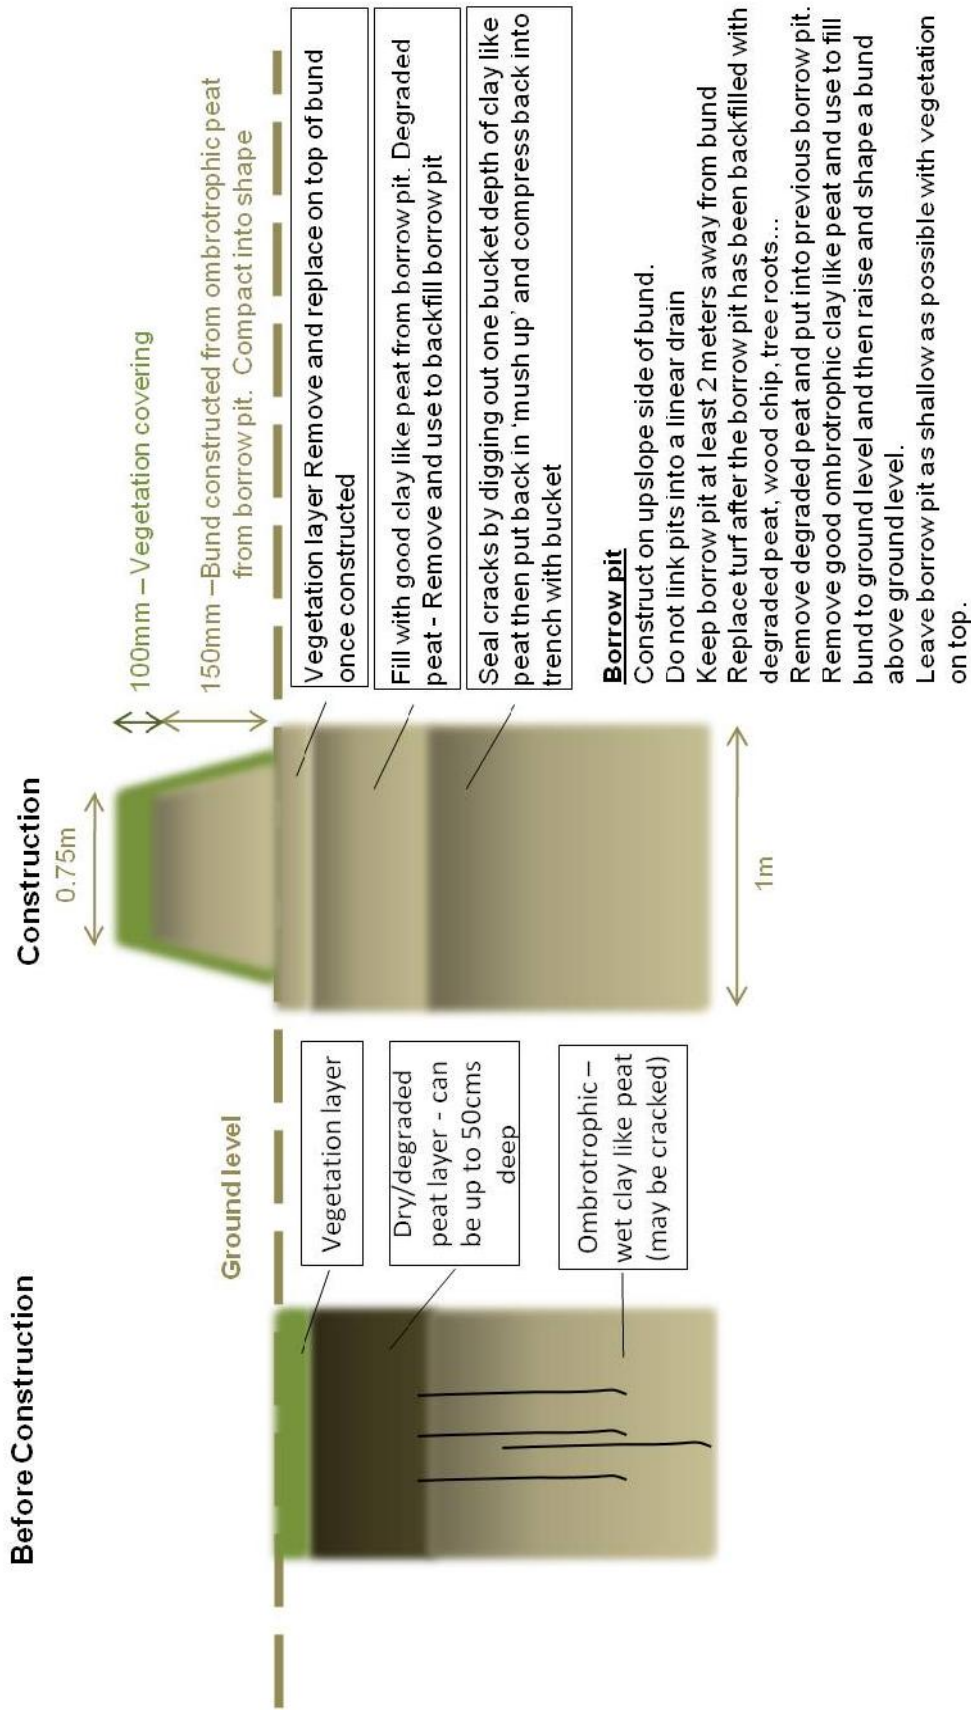 Before Construction
Construction
0.75m
100mm – Vegetation covering
150mm –Bund constructed from ombrotrophic peat
from borrow pit.  Compact into shape
Ground level
Vegetation layer
Dry/degraded
peat layer - can
be up to 50cms
deep
Ombrotrophic –
wet clay like peat
(may be cracked)
Vegetation layer Remove and replace on top of bund
once constructed
Fill with good clay like peat from borrow pit. Degraded
peat - Remove and use to backfill borrow pit
Seal cracks by digging out one bucket depth of clay like
peat then put back in ‘mush up’ and compress back into
trench with bucket
1m
Borrow pit
Construct on upslope side of bund.
Do not link pits into a linear drain
Keep borrow pit at least 2 meters away from bund
Replace turf after the borrow pit has been backfilled with
degraded peat, wood chip, tree roots...
Remove degraded peat and put into previous borrow pit.
Remove good ombrotrophic clay like peat and use to fill
bund to ground level and then raise and shape a bund
above ground level.
Leave borrow pit as shallow as possible with vegetation
on top.